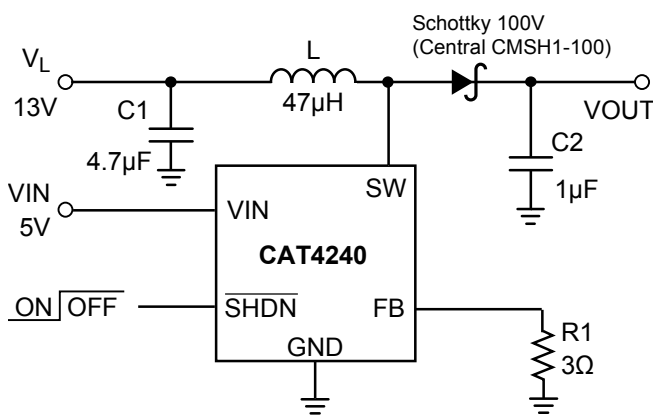 Schottky 100V
(Central CMSH1-100)
VL
L
13V
C1
47μH
VOUT
4.7μF
C2
1μF
SW
VIN
5V
VIN
CAT4240
ON OFF
SHDN
FB
GND
R1
3Ω